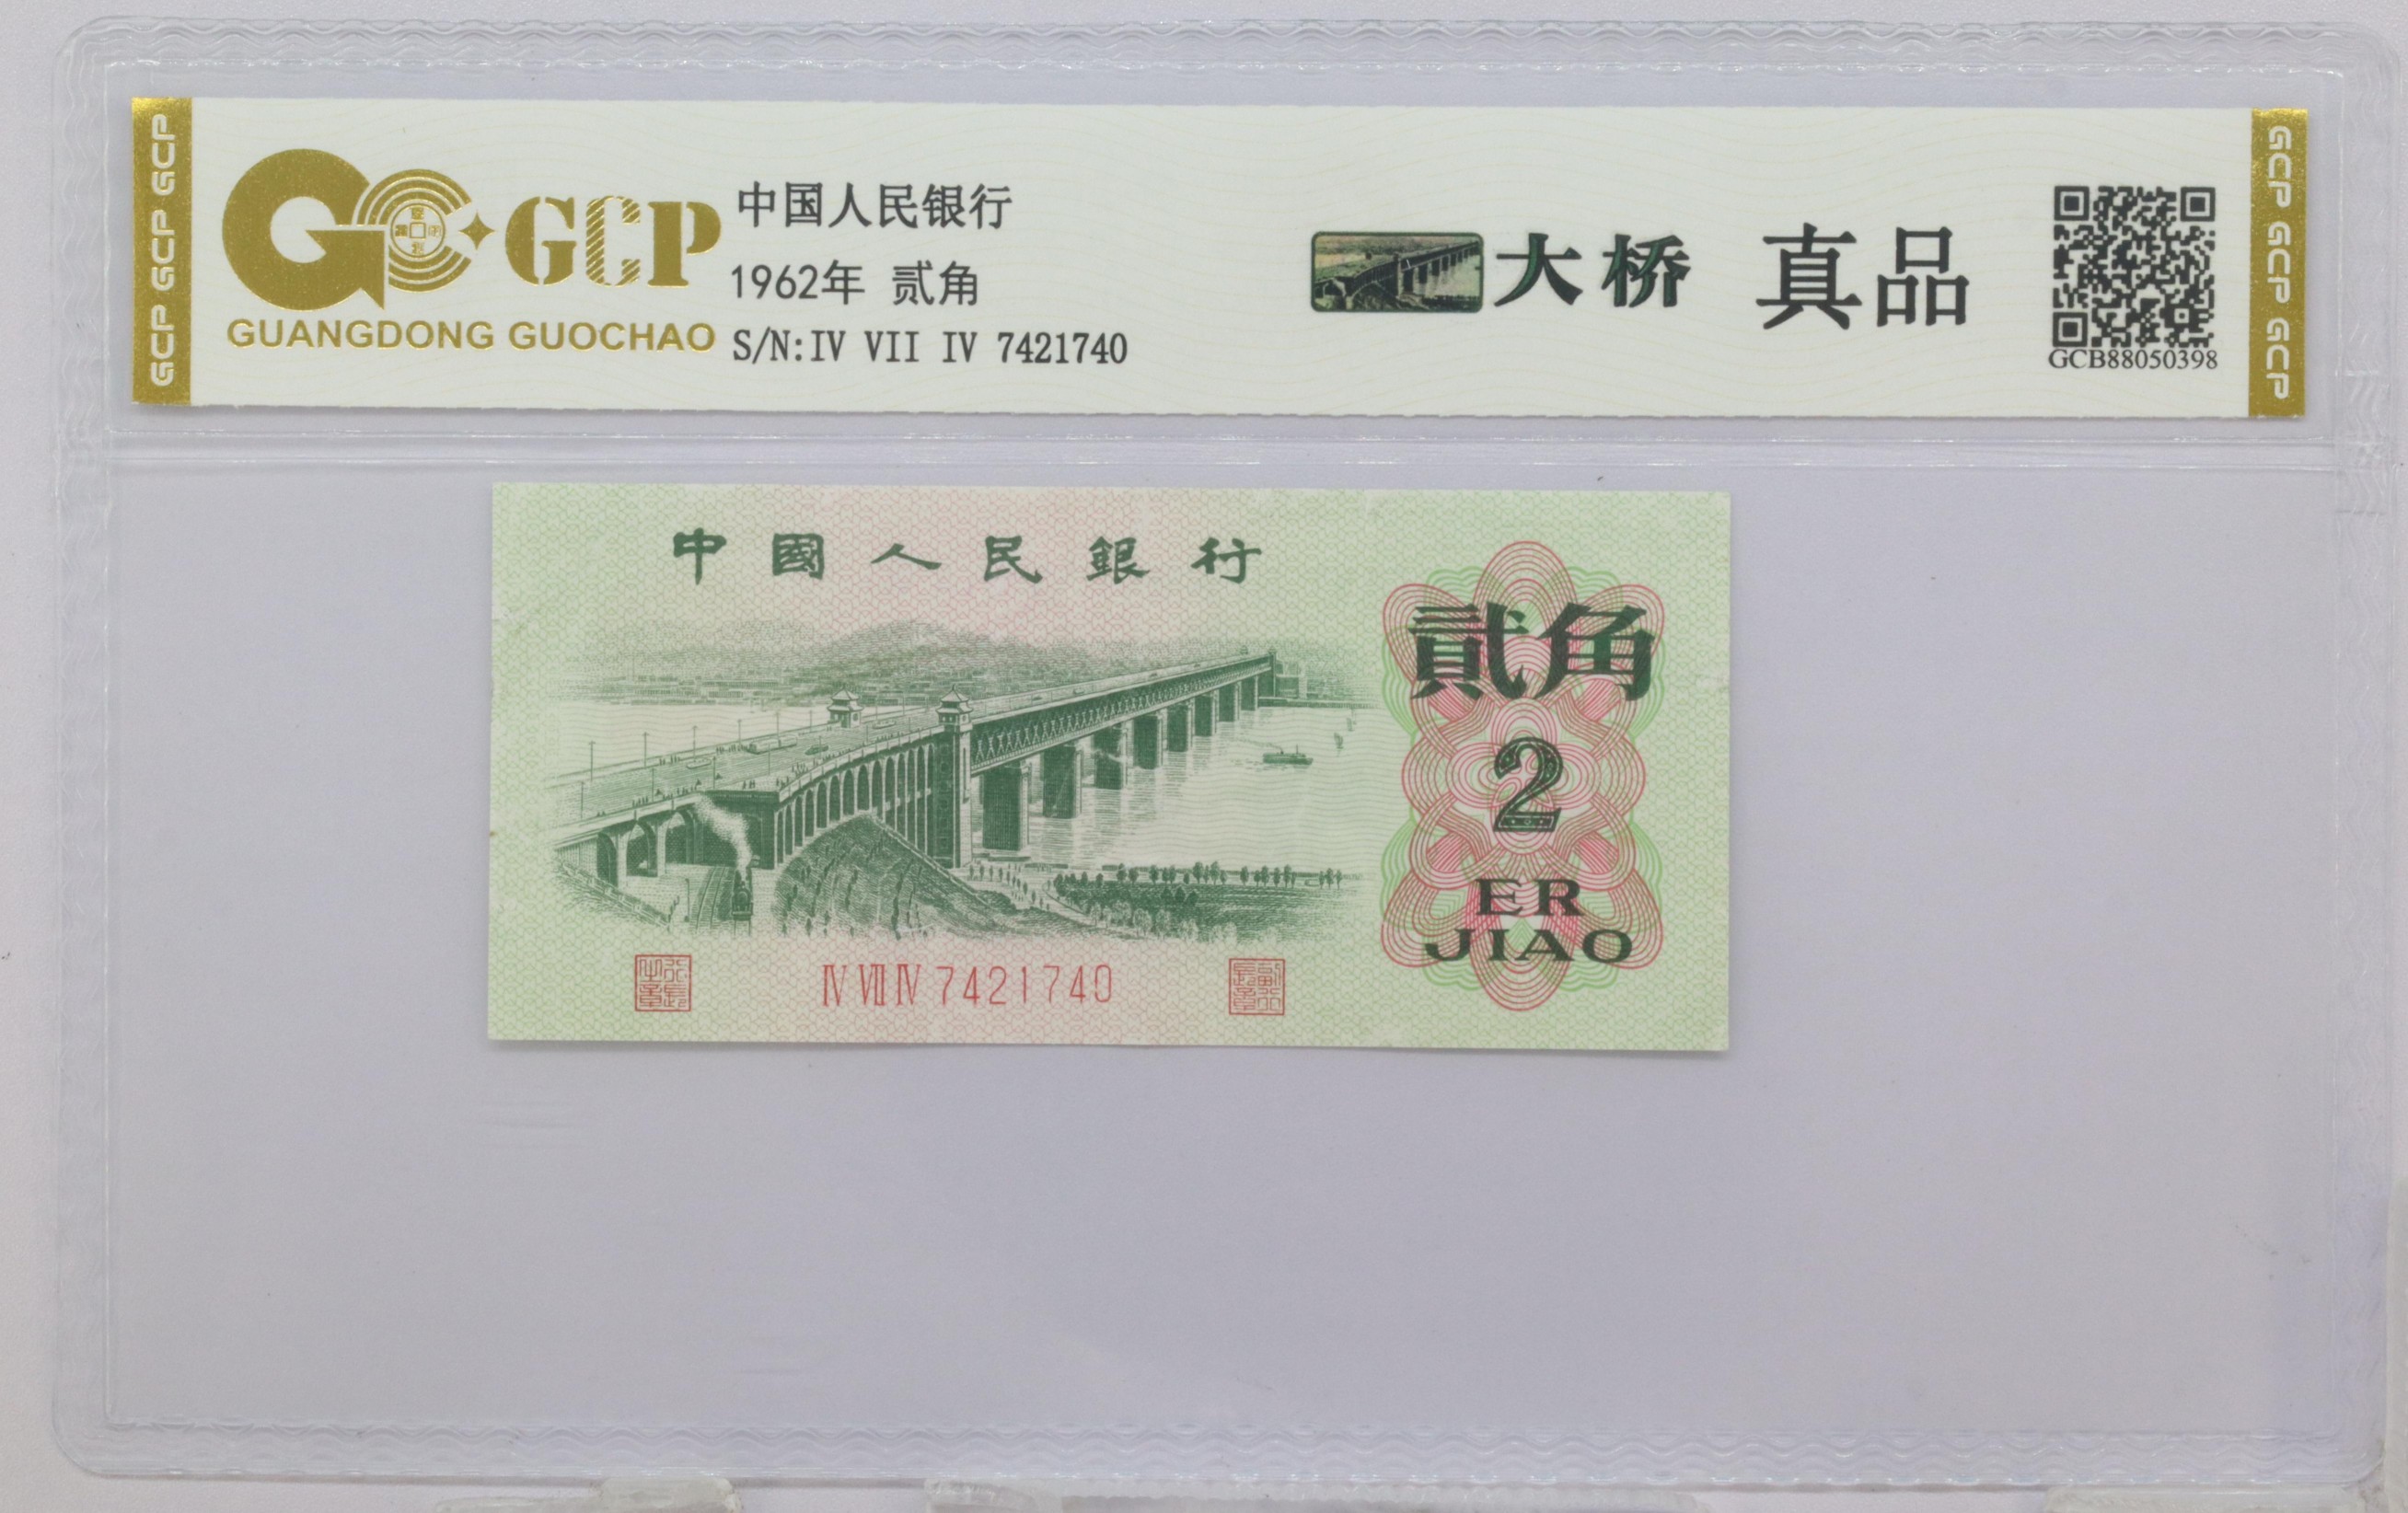 GCP GCP GCP
GCP
GUANGDONG GUOCHAO
中国人民银行
1962年 贰角
S/N:IV VII IV 7421740
大桥 真品
GCB88050398
GCP GCP GCP
中國人民銀行
貳角
2
ER
JIAO
Ⅳ Ⅶ Ⅳ 7421740